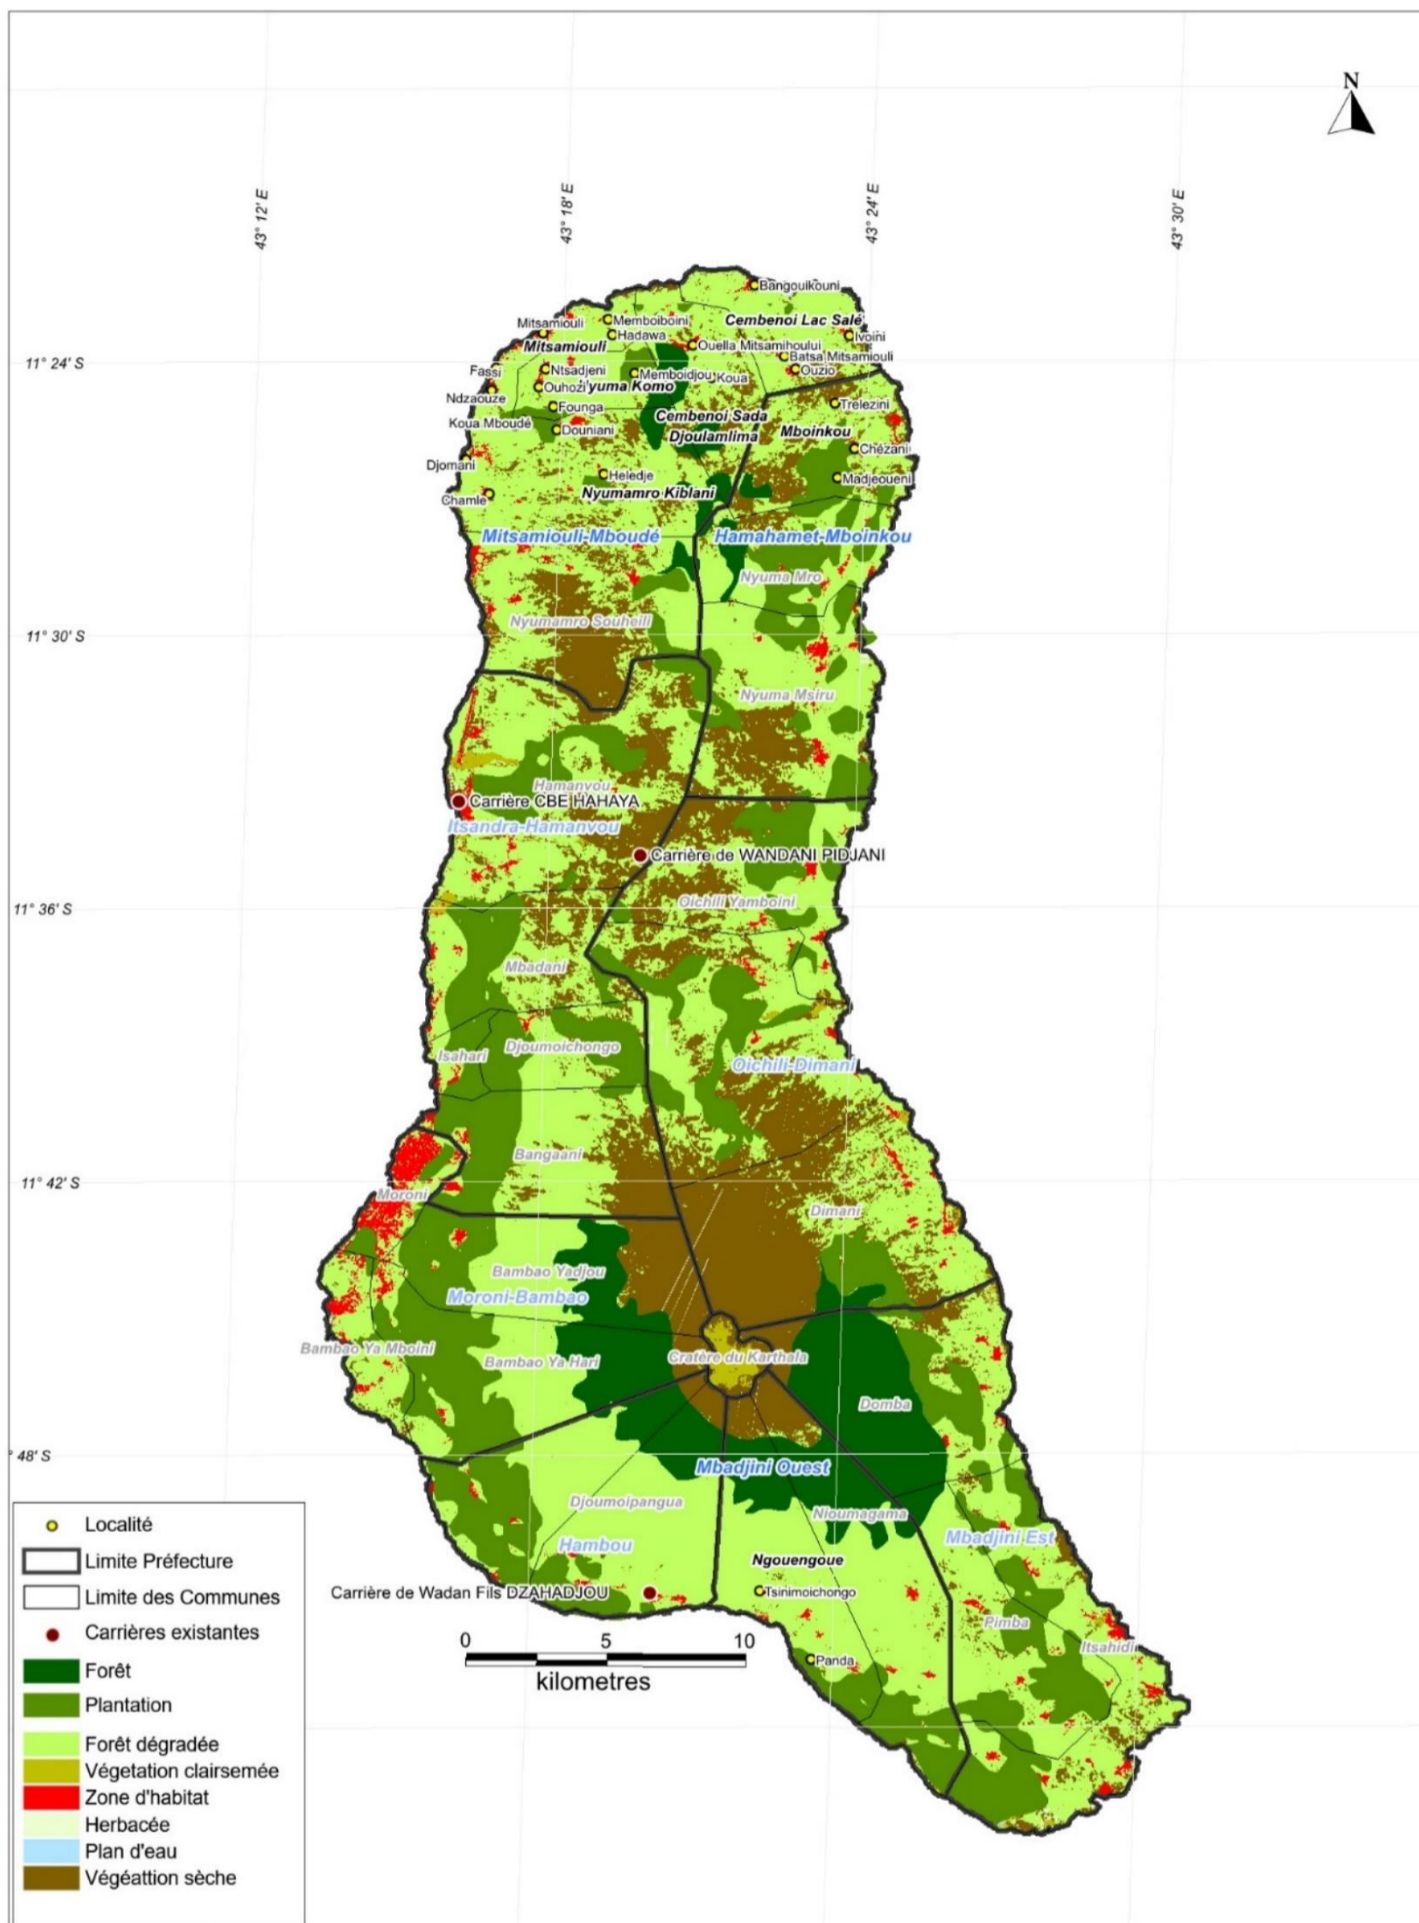 N
43° 12' E
43° 18' E
43° 24' E
43° 30' E
Bangouikouni
Mitsamiouli
Memboiboini
Cembenoi Lac Salé
Hadawa
Ivoini
Mitsamiouli
Ouella Mitsamihoului
Batsa Mitsamiouli
11° 24' S
Fassi
Ntsadjeni
Memboidjou
Koua
Ouzio
Ouhozi
Nyuma Komo
Ndzaouze
Founga
Trelezini
Cembenoi Sada
Djoulamlima
Koua Mboudé
Douniani
Mboinkou
Chézani
Djomani
Heledje
Madjeoueni
Chamle
Nyumamro Kiblani
Mitsamiouli-Mboudé
Hamahamet-Mboinkou
Nyuma Mro
Nyumamro Souheili
11° 30' S
Nyuma Msiru
Hamanvou
Carrière CBE HAHAYA
Itsandra-Hamanvou
Carrière de WANDANI PIDJANI
Oichili Yamboini
11° 36' S
Mbadani
Djoumoichongo
Isahari
Oichili-Dimani
Bangaani
11° 42' S
Moroni
Dimani
Bambao Yadjou
Moroni-Bambao
Bambao Ya Mboini
Bambao Ya Hari
Cratère du Karthala
Domba
° 48' S
Mbadjini Ouest
Djoumoipangua
Nioumagama
Hambou
Mbadjini Est
Ngouengoue
Carrière de Wadan Fils DZAHADJOU
Tsinimoichongo
Pimba
Itsahidi
Panda
0 5 10
kilometres
Localité
Limite Préfecture
Limite des Communes
Carrières existantes
Forêt
Plantation
Forêt dégradée
Végetation clairsemée
Zone d'habitat
Herbacée
Plan d'eau
Végéattion sèche